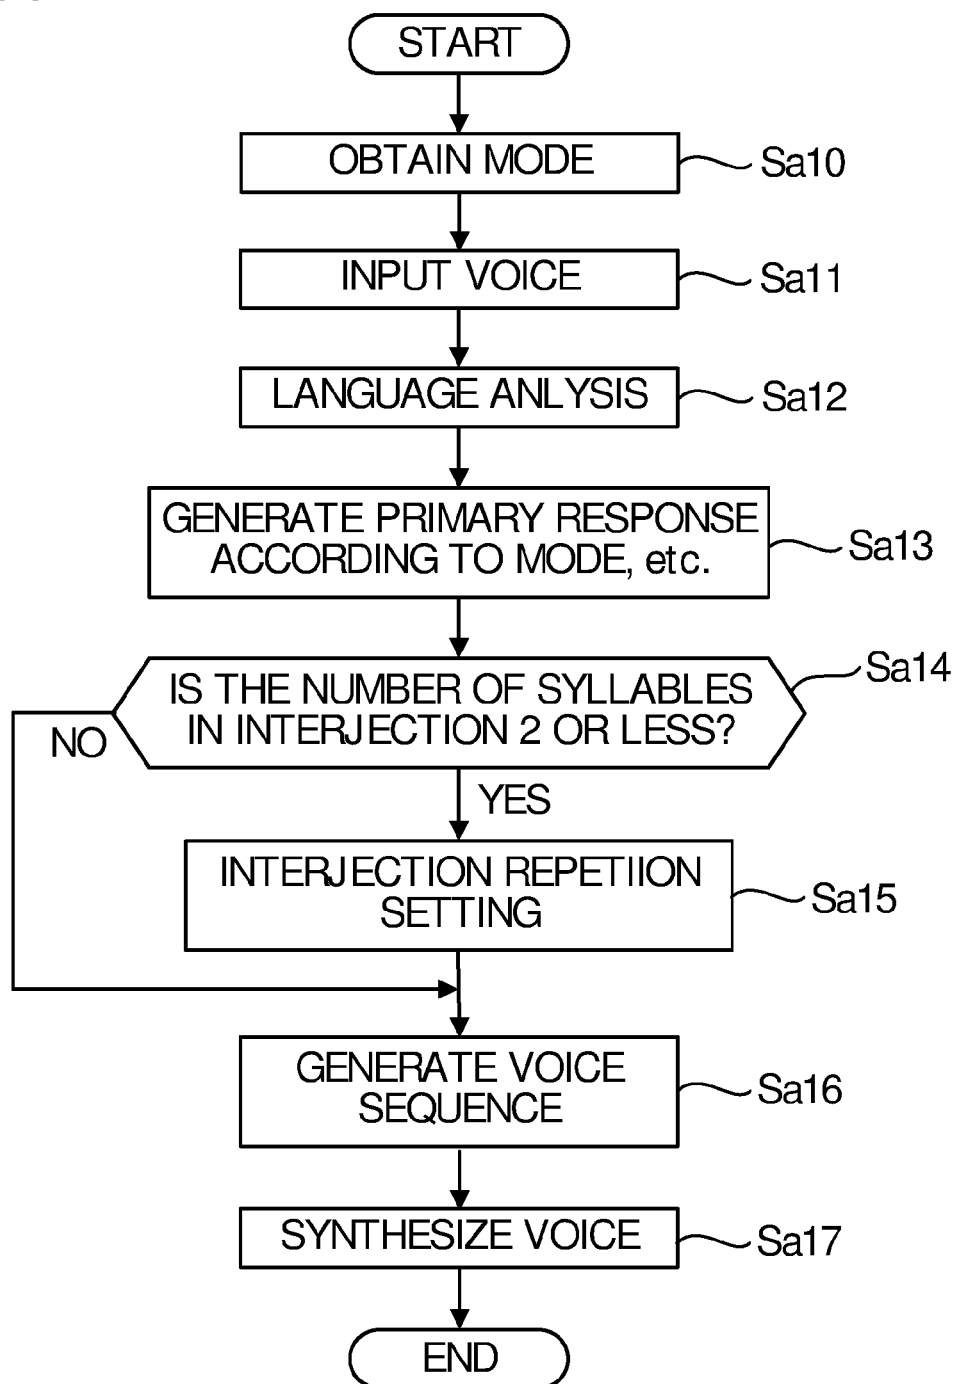 START
OBTAIN MODE
Sa10
INPUT VOICE
Sa11
LANGUAGE ANLYSIS
Sa12
GENERATE PRIMARY RESPONSE
ACCORDING TO MODE, etc.
Sa13
IS THE NUMBER OF SYLLABLES
IN INTERJECTION 2 OR LESS?
Sa14
NO
YES
INTERJECTION REPETIION
SETTING
Sa15
GENERATE VOICE
SEQUENCE
Sa16
SYNTHESIZE VOICE
Sa17
END